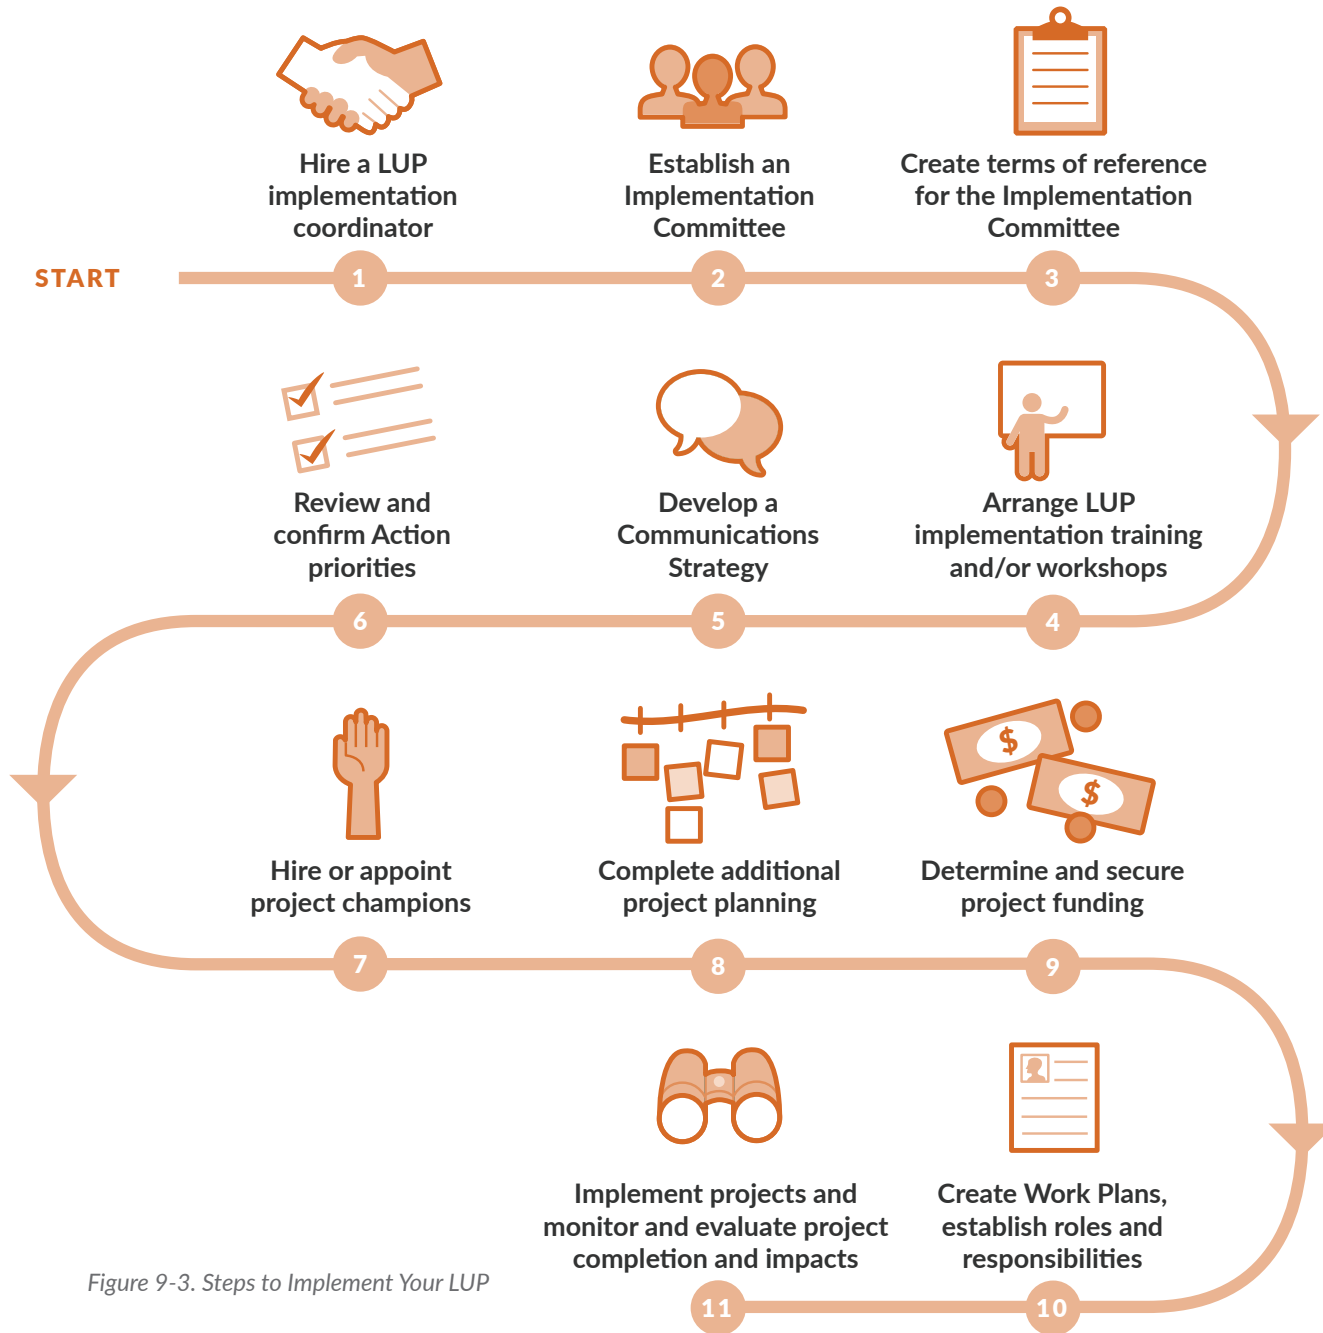 Hire a LUP
implementation
coordinator
Establish an
Implementation
Committee
Create terms of reference
for the Implementation
Committee
START
1
2
3
Arrange LUP
implementation training
and/or workshops
4
Develop a
Communications
Strategy
5
Review and
confirm Action
priorities
6
Hire or appoint
project champions
7
Complete additional
project planning
8
$
$
Determine and secure
project funding
9
Create Work Plans,
establish roles and
responsibilities
10
Implement projects and
monitor and evaluate project
completion and impacts
11
Figure 9-3. Steps to Implement Your LUP